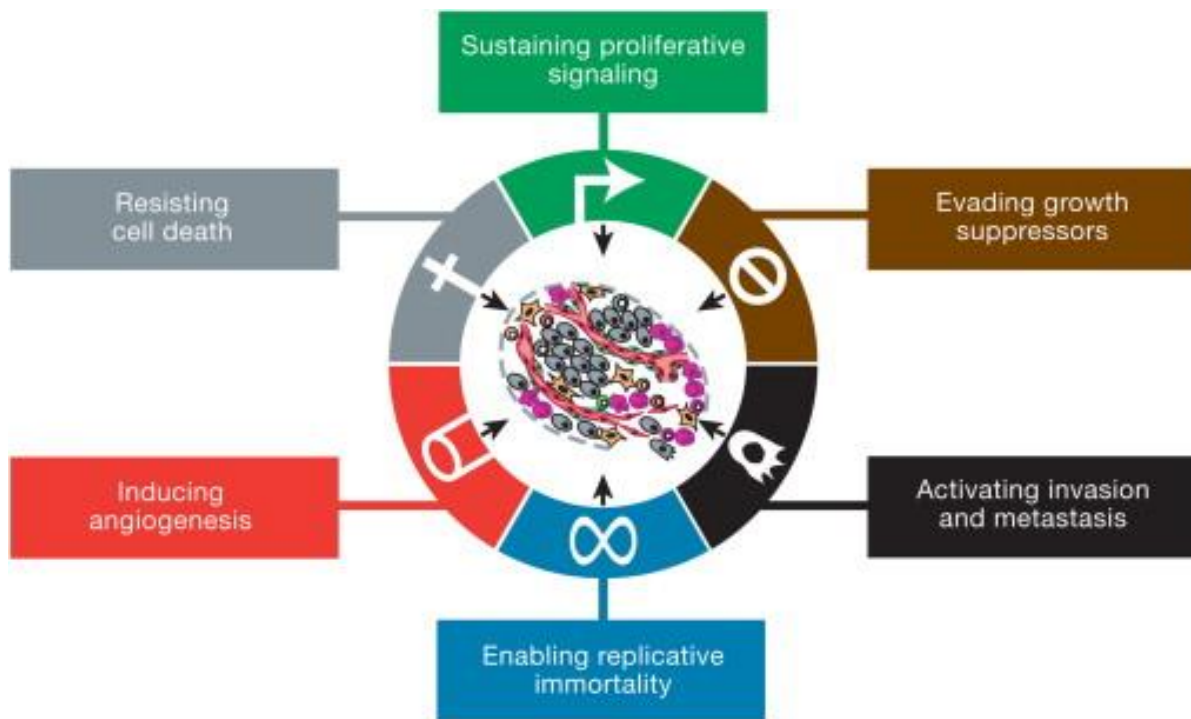 Sustaining proliferative
signaling
Resisting
cell death
Evading growth
suppressors
Inducing
angiogenesis
Activating invasion
and metastasis
Enabling replicative
immortality